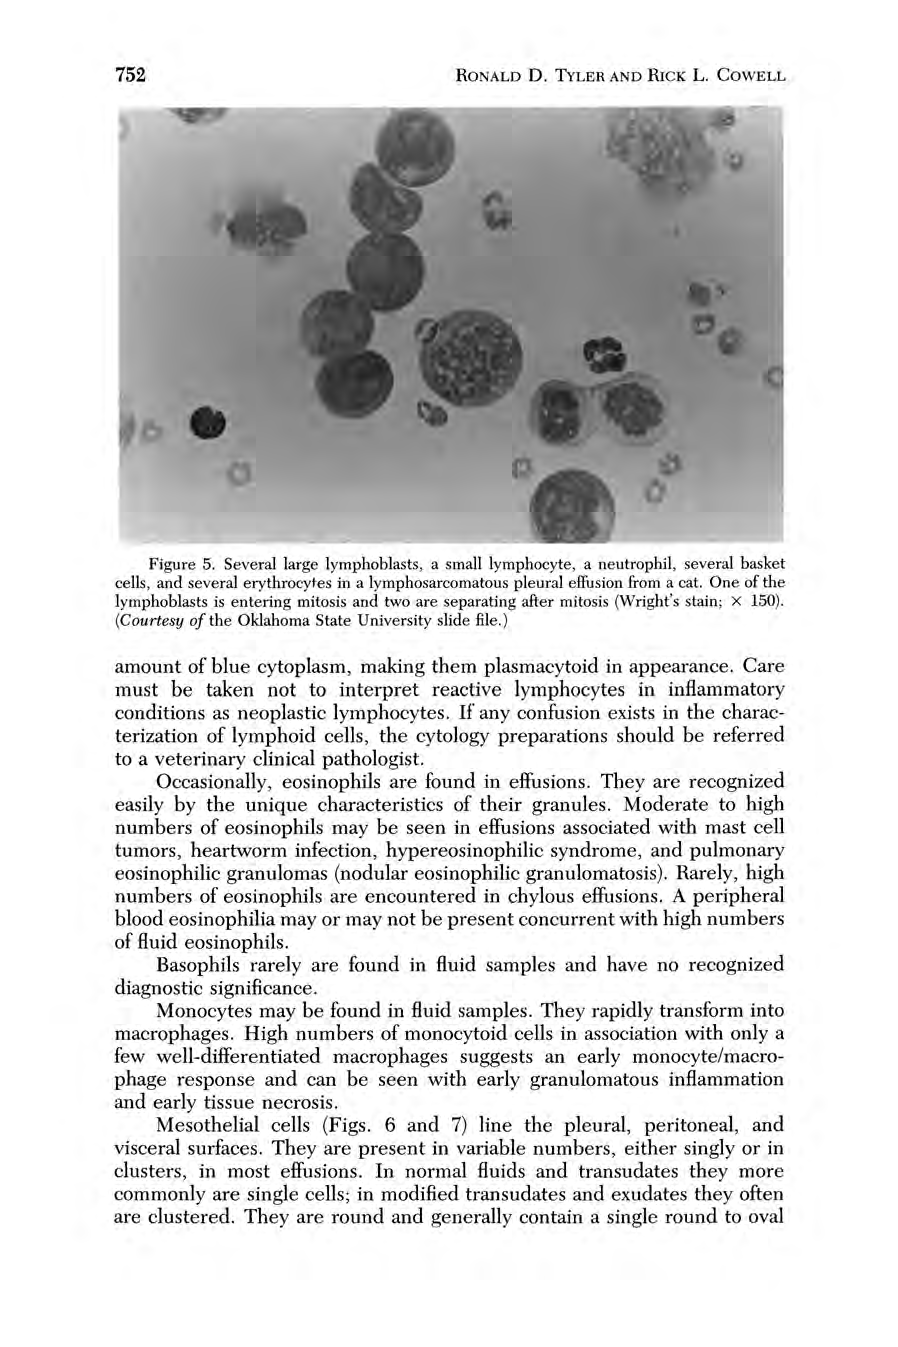 752
RONALD D. TYLER AND RICK L. COWELL
Figure 5. Several large lymphoblasts, a small lymphocyte, a neutrophil, several basket
cells, and several erythrocytes in a lymphosarcomatous pleural effusion from a cat. One of the
lymphoblasts is entering mitosis and two are separating after mitosis (Wright's stain; × 150).
(Courtesy of the Oklahoma State University slide file.)
amount of blue cytoplasm, making them plasmacytoid in appearance. Care
must be taken not to interpret reactive lymphocytes in inflammatory
conditions as neoplastic lymphocytes. If any confusion exists in the charac-
terization of lymphoid cells, the cytology preparations should be referred
to a veterinary clinical pathologist.
Occasionally, eosinophils are found in effusions. They are recognized
easily by the unique characteristics of their granules. Moderate to high
numbers of eosinophils may be seen in effusions associated with mast cell
tumors, heartworm infection, hypereosinophilic syndrome, and pulmonary
eosinophilic granulomas (nodular eosinophilic granulomatosis). Rarely, high
numbers of eosinophils are encountered in chylous effusions. A peripheral
blood eosinophilia may or may not be present concurrent with high numbers
of fluid eosinophils.
Basophils rarely are found in fluid samples and have no recognized
diagnostic significance.
Monocytes may be found in fluid samples. They rapidly transform into
macrophages. High numbers of monocytoid cells in association with only a
few well-differentiated macrophages suggests an early monocyte/macro-
phage response and can be seen with early granulomatous inflammation
and early tissue necrosis.
Mesothelial cells (Figs. 6 and 7) line the pleural, peritoneal, and
visceral surfaces. They are present in variable numbers, either singly or in
clusters, in most effusions. In normal fluids and transudates they more
commonly are single cells; in modified transudates and exudates they often
are clustered. They are round and generally contain a single round to oval